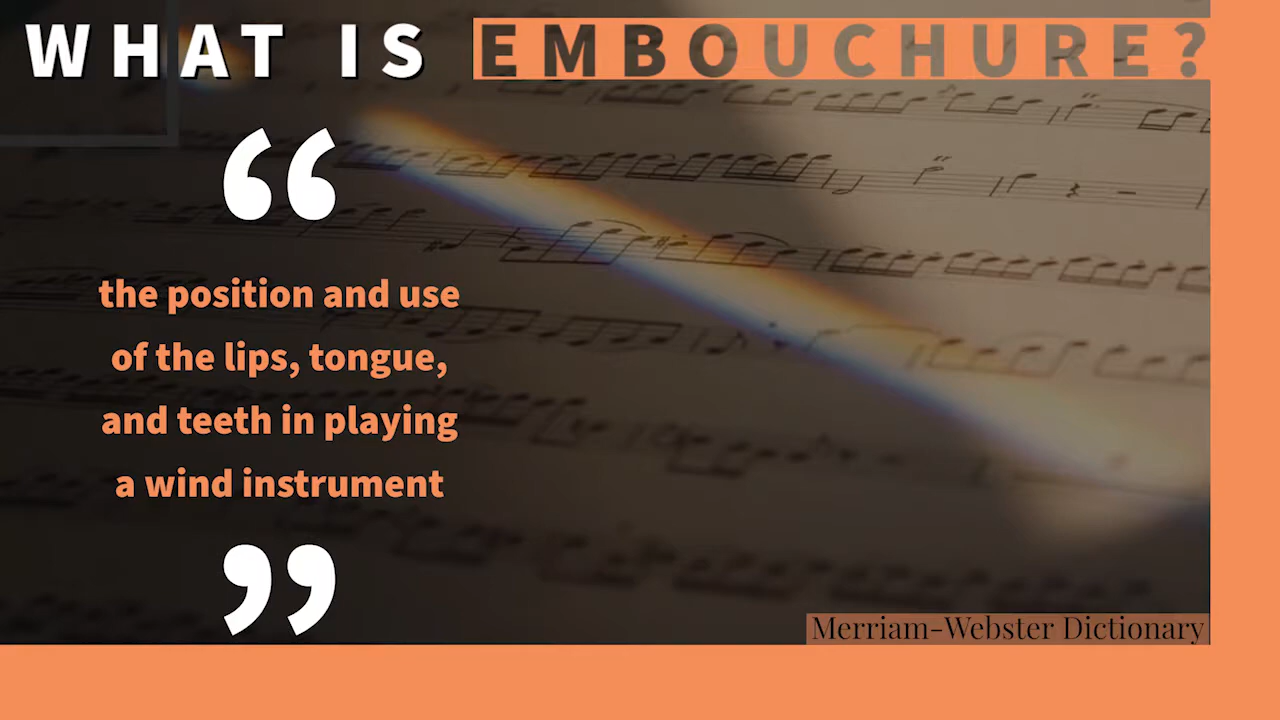 WHAT IS EMBOUCHURE?
“
the position and use
of the lips, tongue,
and teeth in playing
a wind instrument
”
Merriam-Webster Dictionary